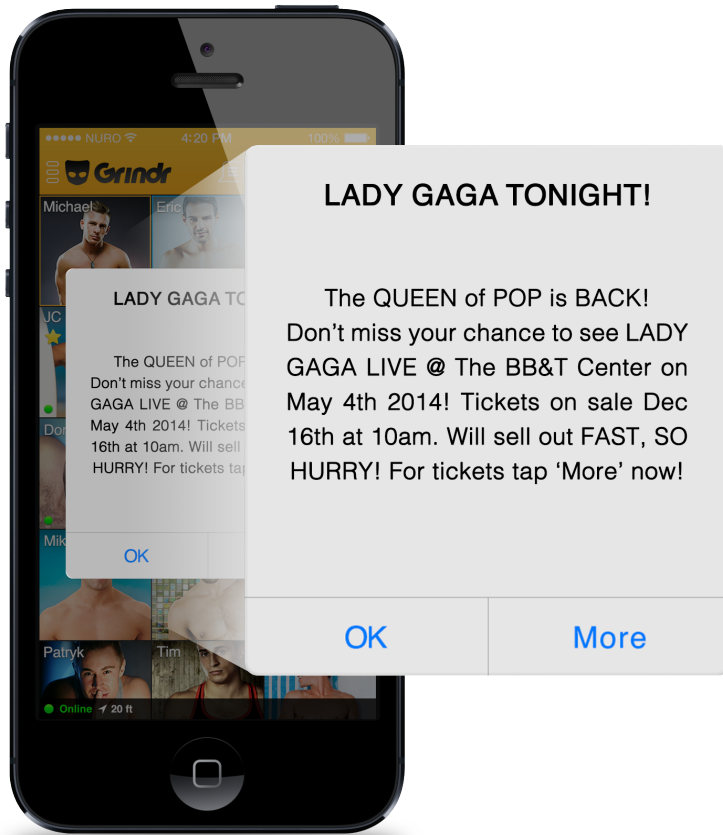 NURO 4:20 PM 100%
Grindr
Michael Eric
JC
LADY GAGA TO
The QUEEN of POP
Don't miss your chance
GAGA LIVE @ The BB
May 4th 2014! Tickets
16th at 10am. Will sell
HURRY! For tickets tap
OK
Patryk Tim
Online 20 ft
LADY GAGA TONIGHT!
The QUEEN of POP is BACK!
Don't miss your chance to see LADY
GAGA LIVE @ The BB&T Center on
May 4th 2014! Tickets on sale Dec
16th at 10am. Will sell out FAST, SO
HURRY! For tickets tap ‘More’ now!
OK More